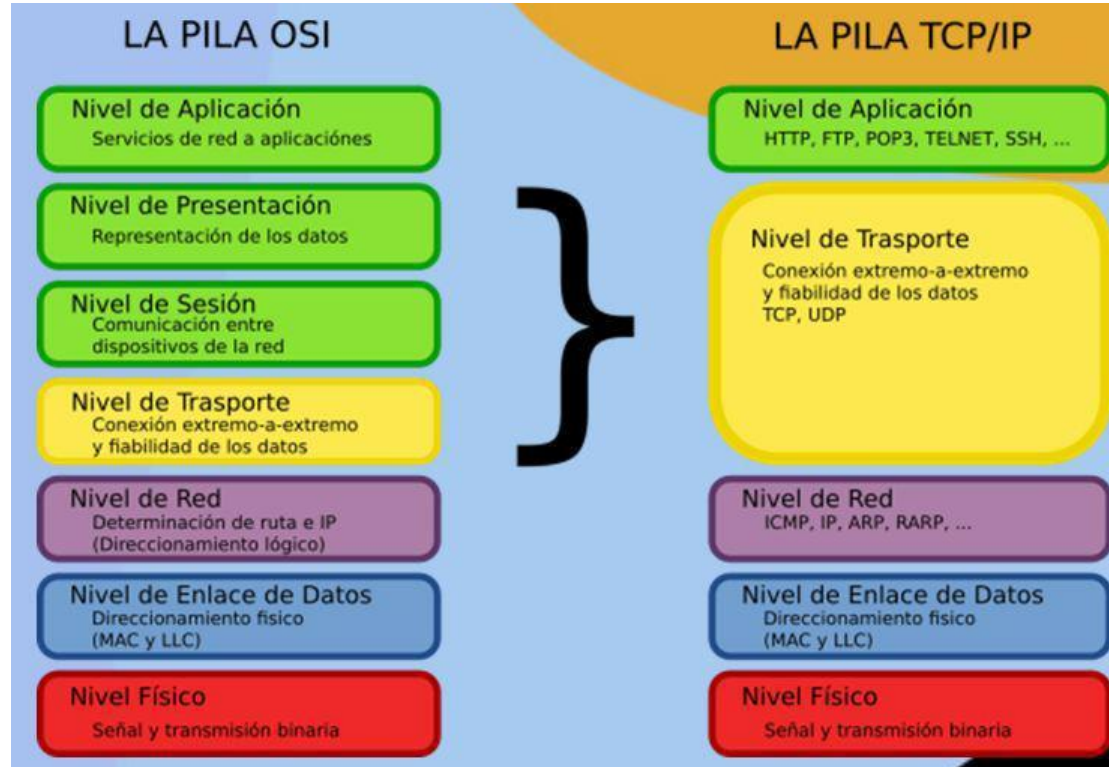 LA PILA OSI
Nivel de Aplicación
Servicios de red a aplicaciónes
Nivel de Presentación
Representación de los datos
Nivel de Sesión
Comunicación entre
dispositivos de la red
Nivel de Trasporte
Conexión extremo-a-extremo
y fiabilidad de los datos
Nivel de Red
Determinación de ruta e IP
(Direccionamiento lógico)
Nivel de Enlace de Datos
Direccionamiento fisico
(MAC y LLC)
Nivel Físico
Señal y transmisión binaria
}
LA PILA TCP/IP
Nivel de Aplicación
HTTP, FTP, POP3, TELNET, SSH, ...
Nivel de Trasporte
Conexión extremo-a-extremo
y fiabilidad de los datos
TCP, UDP
Nivel de Red
ICMP, IP, ARP, RARP, ...
Nivel de Enlace de Datos
Direccionamiento fisico
(MAC y LLC)
Nivel Físico
Señal y transmisión binaria